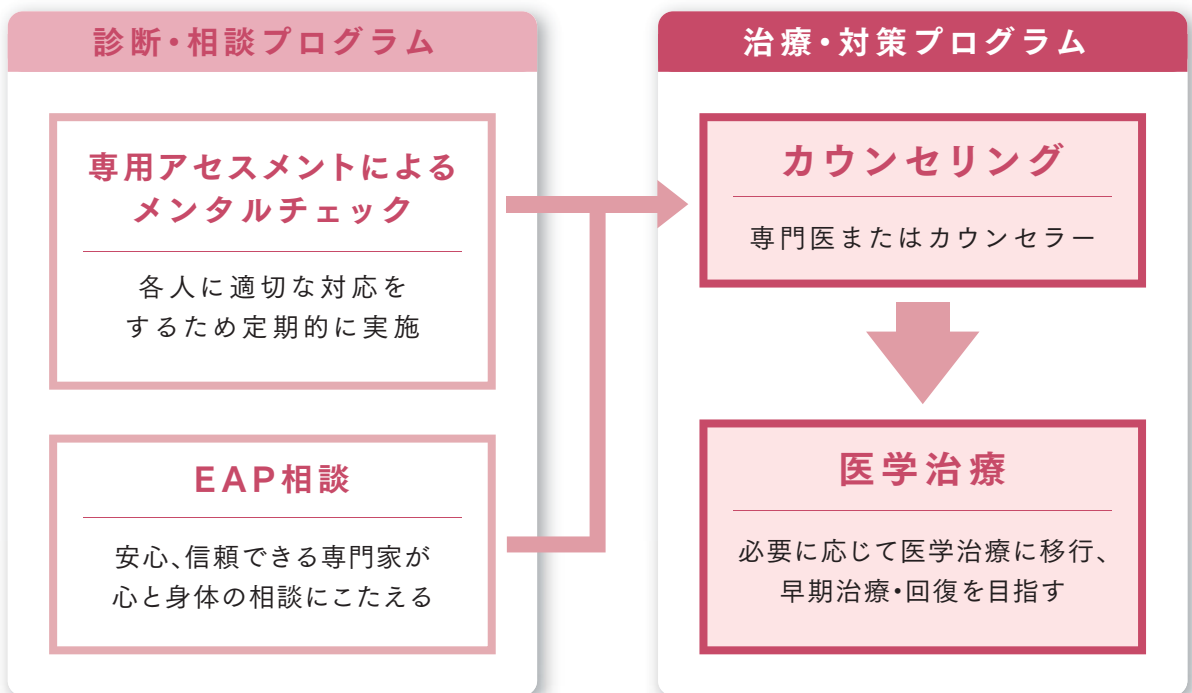 診断・相談プログラム
専用アセスメントによる
メンタルチェック
各人に適切な対応を
するため定期的に実施
EAP相談
安心、信頼できる専門家が
心と身体の相談にこたえる
治療・対策プログラム
カウンセリング
専門医またはカウンセラー
医学治療
必要に応じて医学治療に移行、
早期治療・回復を目指す